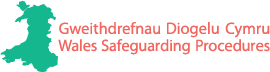 Gweithdrefnau Diogelu Cymru
Wales Safeguarding Procedures